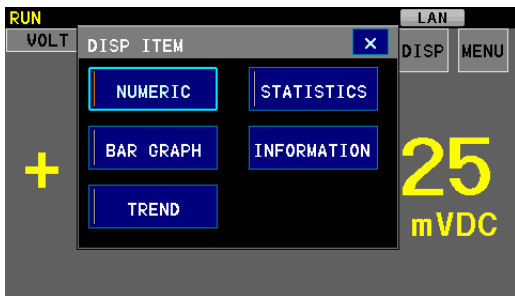 RUN LAN
VOLT DISP ITEM × DISP MENU
NUMERIC STATISTICS
BAR GRAPH INFORMATION
+ 25
TREND
mVDC